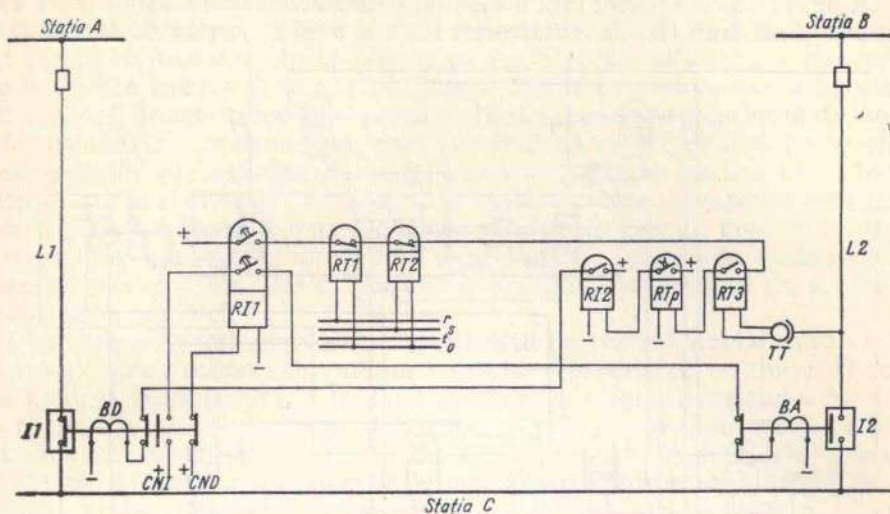 Stația A
Stația B
L1
L2
+
RI1
RT1
RT2
r
s
t
o
RI2
+
RTp
+
RT3
TT
I1
BD
CNI
+
CND
+
BA
I2
Stația C